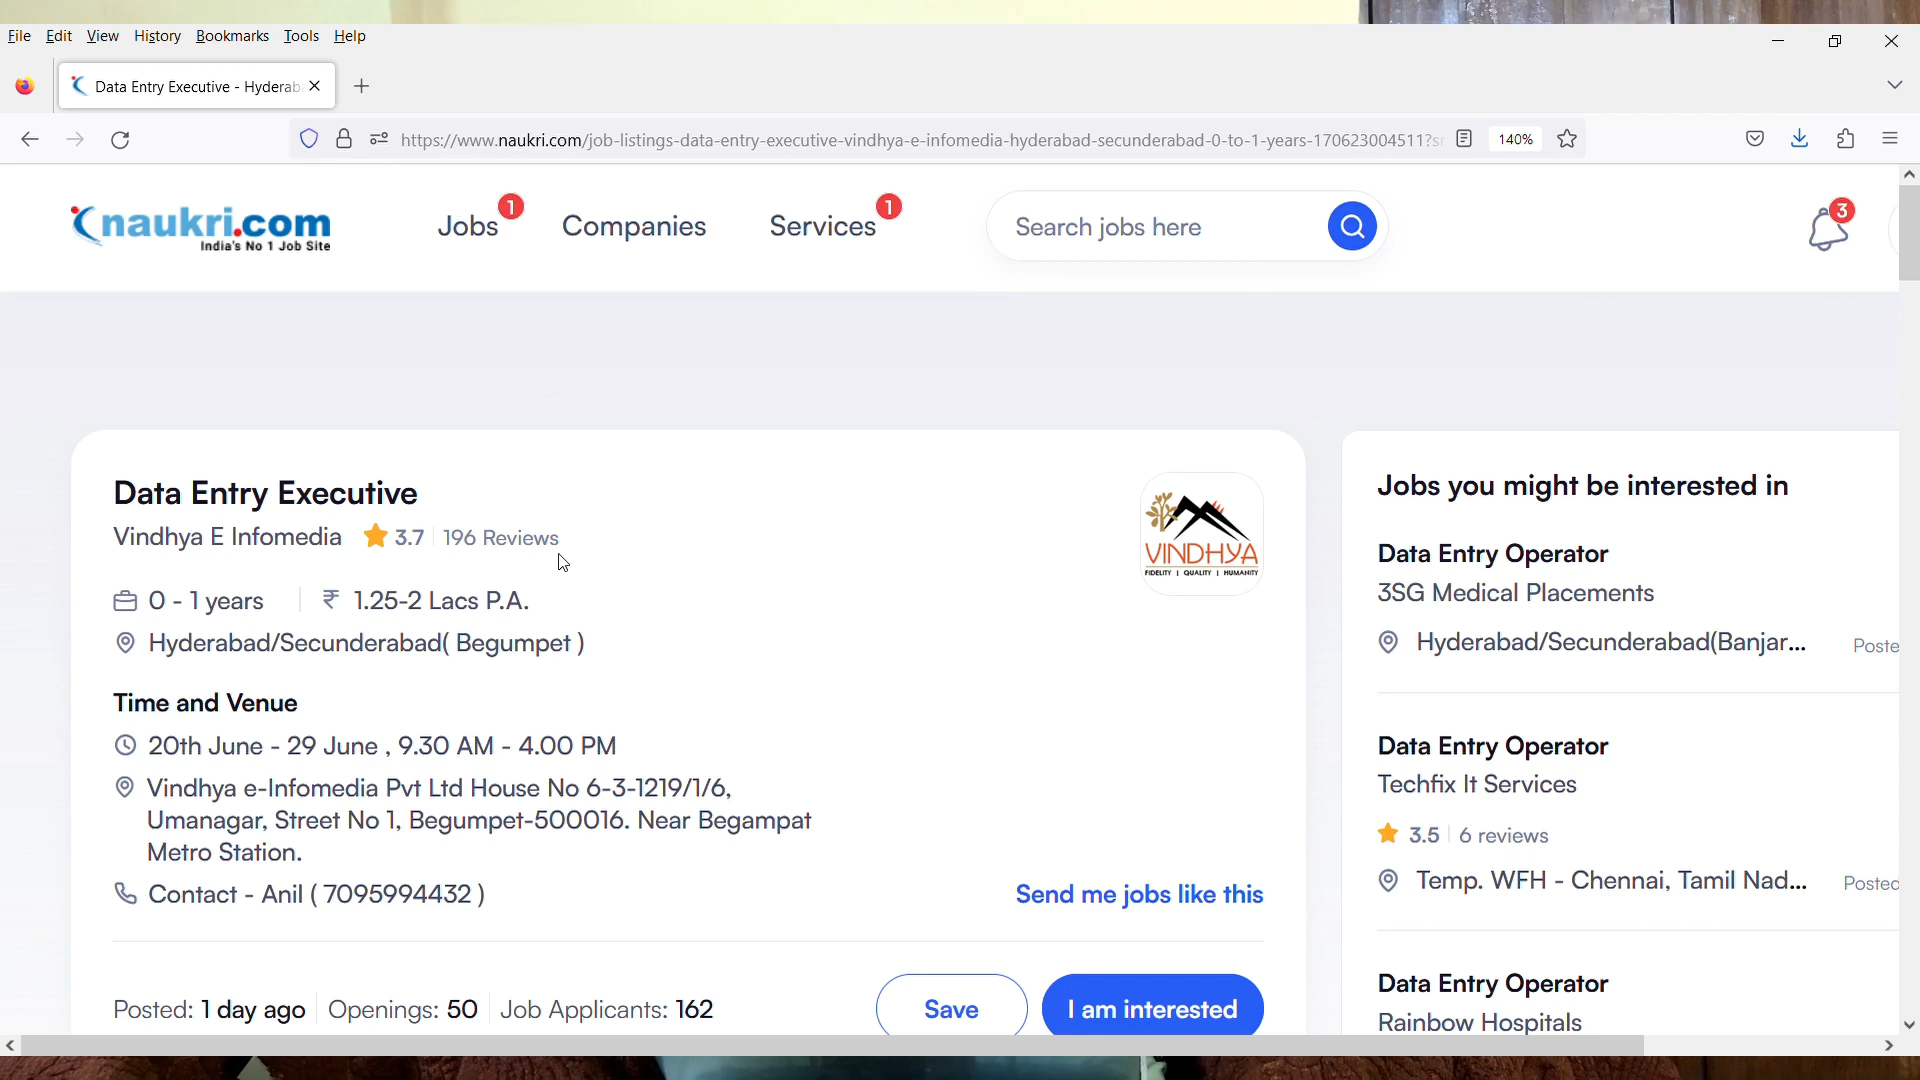 File Edit View History Bookmarks Tools Help
Data Entry Executive - Hyderab
https://www.naukri.com/job-listings-data-entry-executive-vindhya-e-infomedia-hyderabad-secunderabad-0-to-1-years-170623004511?s
140%
naukri.com
India's No 1 Job Site
Jobs 1
Companies
Services 1
Search jobs here
3
Data Entry Executive
Vindhya E Infomedia 3.7 196 Reviews
0 - 1 years ₹ 1.25-2 Lacs P.A.
Hyderabad/Secunderabad( Begumpet )
VINDHYA
FIDELITY | QUALITY | HUMANITY
Time and Venue
20th June - 29 June , 9.30 AM - 4.00 PM
Vindhya e-Infomedia Pvt Ltd House No 6-3-1219/1/6,
Umanagar, Street No 1, Begumpet-500016. Near Begampat
Metro Station.
Contact - Anil ( 7095994432 )
Send me jobs like this
Posted: 1 day ago Openings: 50 Job Applicants: 162
Save
I am interested
Jobs you might be interested in
Data Entry Operator
3SG Medical Placements
Hyderabad/Secunderabad(Banjar... Poste
Data Entry Operator
Techfix It Services
3.5 6 reviews
Temp. WFH - Chennai, Tamil Nad... Posted
Data Entry Operator
Rainbow Hospitals